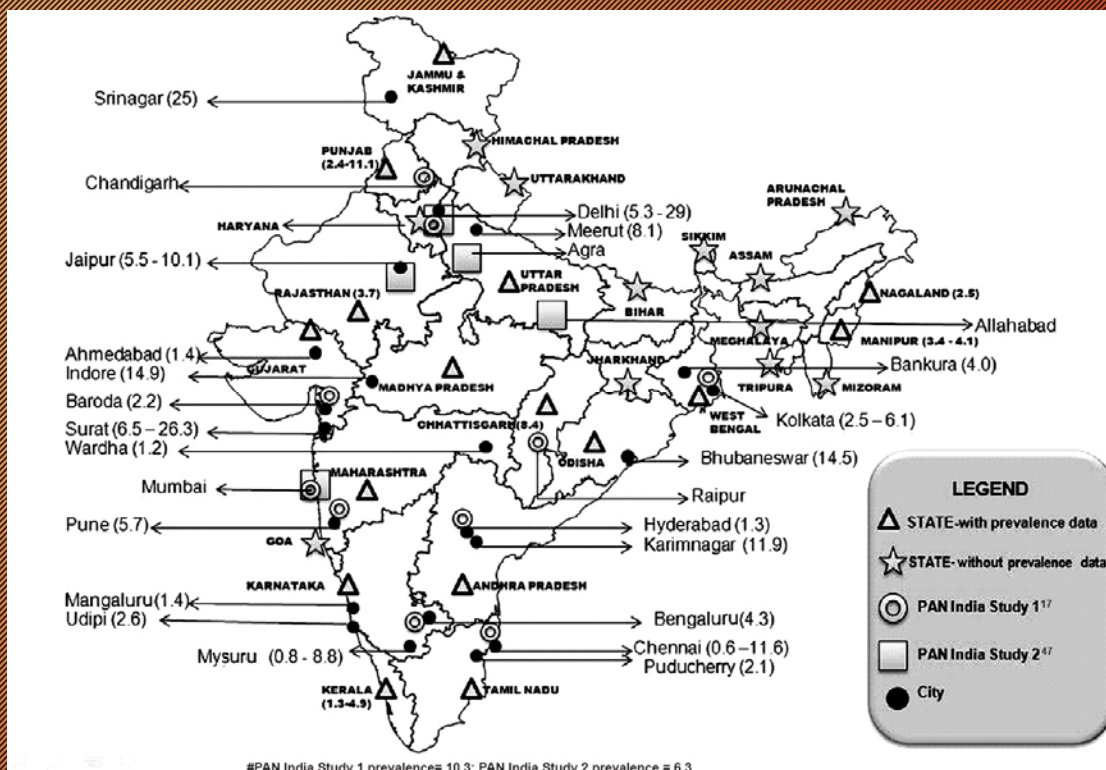 JAMMU &
KASHMIR
Srinagar (25)
HIMACHAL PRADESH
PUNJAB
(2.4-11.1)
Chandigarh
UTTARAKHAND
ARUNACHAL
PRADESH
HARYANA
Delhi (5.3 - 29)
Meerut (8.1)
Agra
SIKKIM
ASSAM
Jaipur (5.5 - 10.1)
UTTAR
PRADESH
RAJASTHAN (3.7)
BIHAR
NAGALAND (2.5)
Allahabad
MEGHALAYA
MANIPUR (3.4 - 4.1)
Ahmedabad (1.4)
GUJARAT
Indore (14.9)
MADHYA PRADESH
JHARKHAND
TRIPURA
MIZORAM
Bankura (4.0)
Baroda (2.2)
CHHATTISGARH (8.4)
WEST
BENGAL
Kolkata (2.5 – 6.1)
Surat (6.5 – 26.3)
Wardha (1.2)
ODISHA
Bhubaneswar (14.5)
MAHARASHTRA
Mumbai
Raipur
Pune (5.7)
GOA
Hyderabad (1.3)
Karimnagar (11.9)
KARNATAKA
ANDHRA PRADESH
Mangaluru (1.4)
Udipi (2.6)
Bengaluru(4.3)
Mysuru (0.8 - 8.8)
Chennai (0.6 –11.6)
Puducherry (2.1)
KERALA
(1.3-4.9)
TAMIL NADU
LEGEND
STATE-with prevalence data
STATE- without prevalence data
PAN India Study 1¹⁷
PAN India Study 2⁴⁷
City
#PAN India Study 1 prevalence= 10.3; PAN India Study 2 prevalence = 6.3